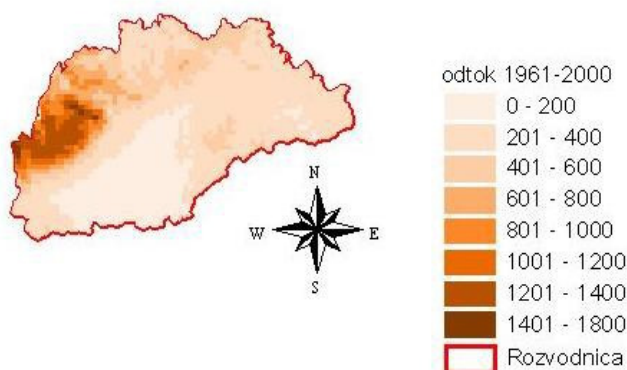 odtok 1961-2000
0 - 200
201 - 400
401 - 600
601 - 800
801 - 1000
1001 - 1200
1201 - 1400
1401 - 1800
Rozvodnica
N
W E
S